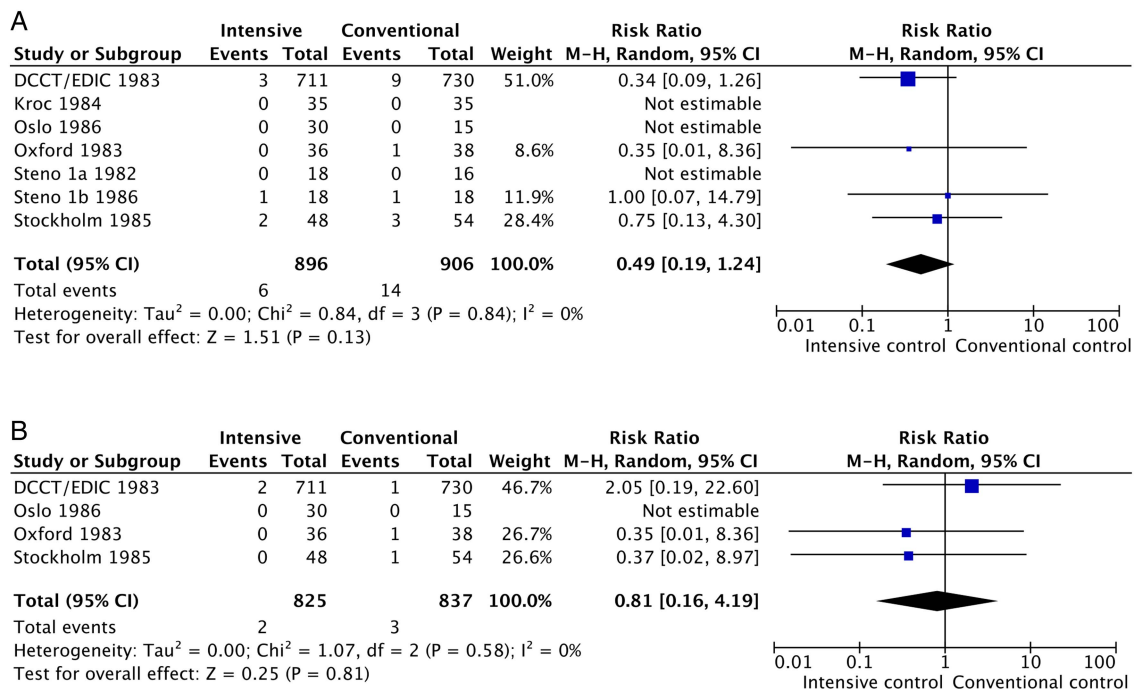 A
Intensive Conventional Risk Ratio Risk Ratio
Study or Subgroup Events Total Events Total Weight M-H, Random, 95% CI M-H, Random, 95% CI
DCCT/EDIC 1983 3 711 9 730 51.0% 0.34 [0.09, 1.26]
Kroc 1984 0 35 0 35 Not estimable
Oslo 1986 0 30 0 15 Not estimable
Oxford 1983 0 36 1 38 8.6% 0.35 [0.01, 8.36]
Steno 1a 1982 0 18 0 16 Not estimable
Steno 1b 1986 1 18 1 18 11.9% 1.00 [0.07, 14.79]
Stockholm 1985 2 48 3 54 28.4% 0.75 [0.13, 4.30]
Total (95% CI) 896 906 100.0% 0.49 [0.19, 1.24]
Total events 6 14
Heterogeneity: Tau² = 0.00; Chi² = 0.84, df = 3 (P = 0.84); I² = 0%
Test for overall effect: Z = 1.51 (P = 0.13)
0.01 0.1 1 10 100
Intensive control Conventional control
B
Intensive Conventional Risk Ratio Risk Ratio
Study or Subgroup Events Total Events Total Weight M-H, Random, 95% CI M-H, Random, 95% CI
DCCT/EDIC 1983 2 711 1 730 46.7% 2.05 [0.19, 22.60]
Oslo 1986 0 30 0 15 Not estimable
Oxford 1983 0 36 1 38 26.7% 0.35 [0.01, 8.36]
Stockholm 1985 0 48 1 54 26.6% 0.37 [0.02, 8.97]
Total (95% CI) 825 837 100.0% 0.81 [0.16, 4.19]
Total events 2 3
Heterogeneity: Tau² = 0.00; Chi² = 1.07, df = 2 (P = 0.58); I² = 0%
Test for overall effect: Z = 0.25 (P = 0.81)
0.01 0.1 1 10 100
Intensive control Conventional control